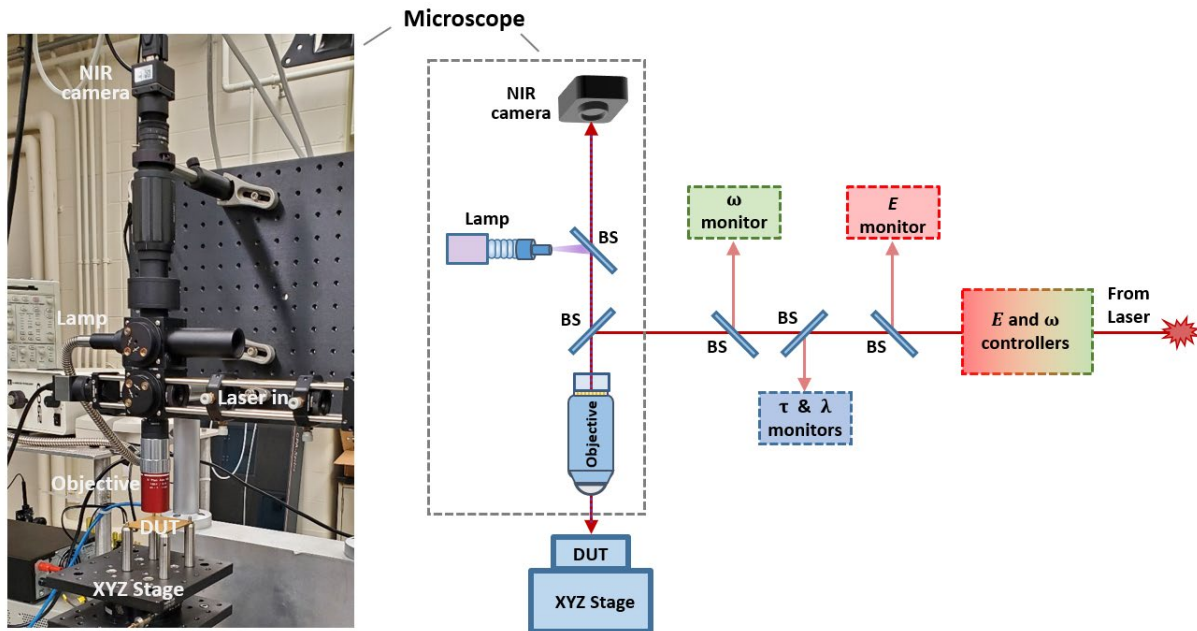 Microscope
NIR
camera
Lamp
Laser in
Objective
DUT
XYZ Stage
NIR
camera
Lamp
BS
BS
Objective
DUT
XYZ Stage
ω
monitor
E
monitor
BS
BS
BS
τ & λ
monitors
E and ω
controllers
From
Laser